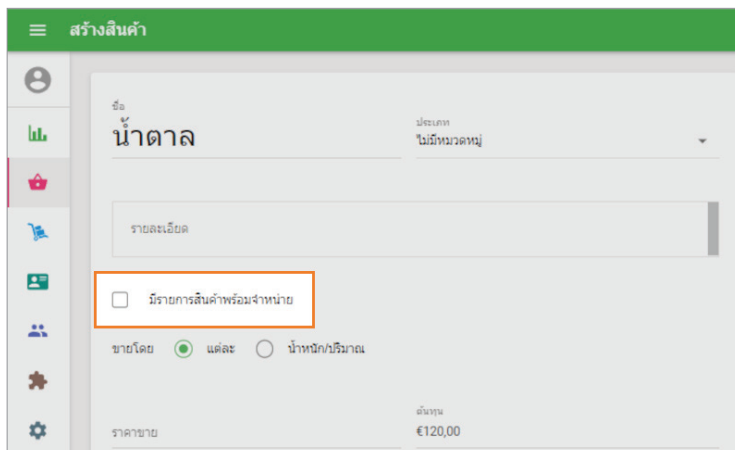 สร้างสินค้า
ชื่อ
น้ำตาล
ประเภท
ไม่มีหมวดหมู่
รายละเอียด
มีรายการสินค้าพร้อมจำหน่าย
ขายโดย แต่ละ น้ำหนัก/ปริมาณ
ราคาขาย
ต้นทุน
€120,00